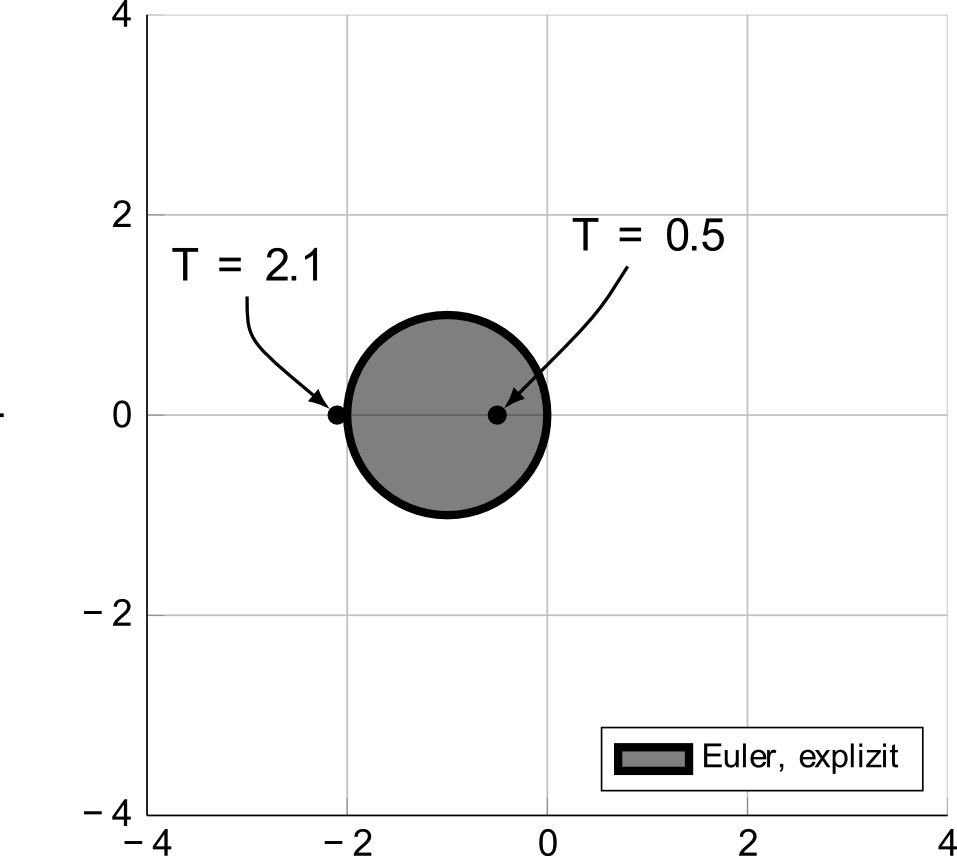 4
2
T = 0.5
T = 2.1
0
− 2
Euler, explizit
− 4
− 4 − 2 0 2 4